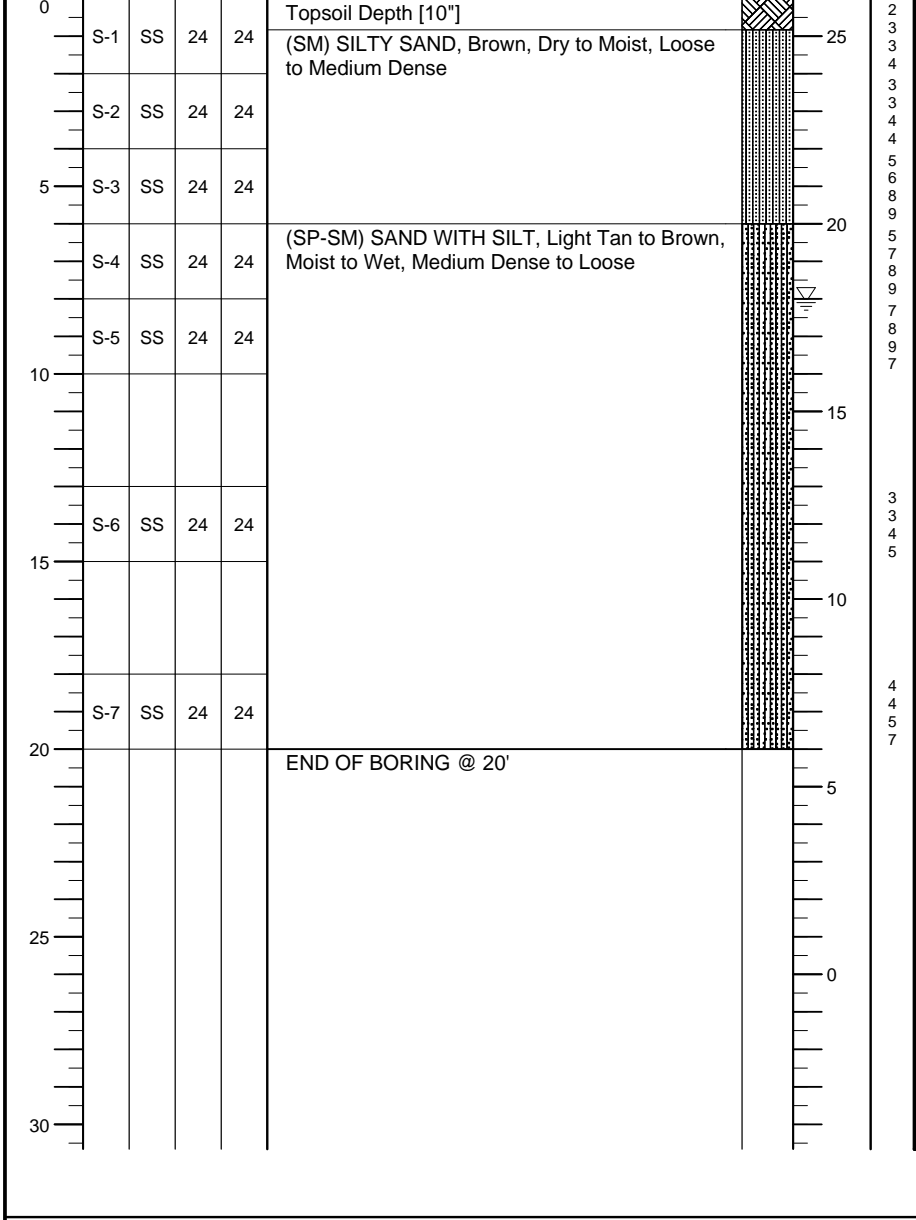 0 Topsoil Depth [10"] 2
3
S-1 SS 24 24 (SM) SILTY SAND, Brown, Dry to Moist, Loose 25 3
to Medium Dense 4
3
S-2 SS 24 24 3
4
4
5
5 S-3 SS 24 24 6
8
9
20
(SP-SM) SAND WITH SILT, Light Tan to Brown, 5
7
S-4 SS 24 24 Moist to Wet, Medium Dense to Loose 8
9
7
S-5 SS 24 24 8
9
10 7
15
3
S-6 SS 24 24 3
4
15 5
10
4
S-7 SS 24 24 4
5
20 7
END OF BORING @ 20'
5
25
0
30